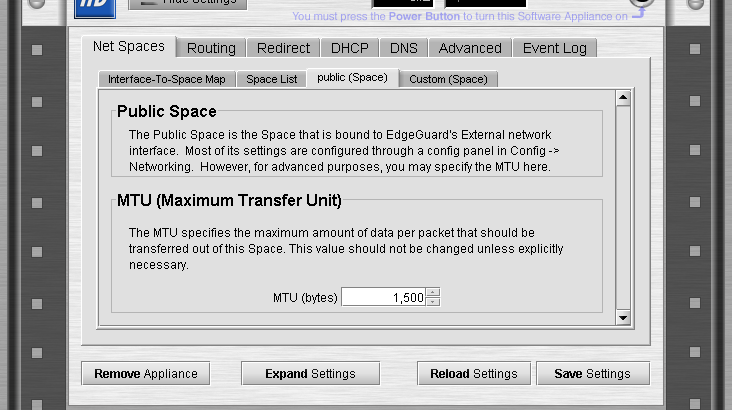 Hide Settings
You must press the Power Button to turn this Software Appliance on
Net Spaces Routing Redirect DHCP DNS Advanced Event Log
Interface-To-Space Map Space List public (Space) Custom (Space)
Public Space
The Public Space is the Space that is bound to EdgeGuard's External network
interface. Most of its settings are configured through a config panel in Config ->
Networking. However, for advanced purposes, you may specify the MTU here.
MTU (Maximum Transfer Unit)
The MTU specifies the maximum amount of data per packet that should be
transferred out of this Space. This value should not be changed unless explicitly
necessary.
MTU (bytes) 1,500
Remove Appliance Expand Settings Reload Settings Save Settings